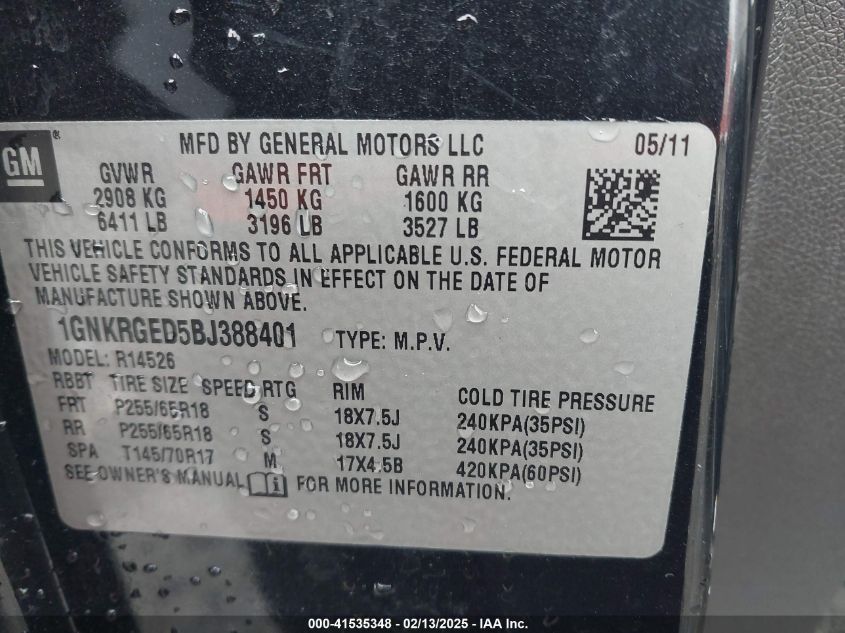 GM ®
MFD BY GENERAL MOTORS LLC 05/11
GVWR GAWR FRT GAWR RR
2908 KG 1450 KG 1600 KG
6411 LB 3196 LB 3527 LB
THIS VEHICLE CONFORMS TO ALL APPLICABLE U.S. FEDERAL MOTOR
VEHICLE SAFETY STANDARDS IN EFFECT ON THE DATE OF
MANUFACTURE SHOWN ABOVE.
1GNKRGED5BJ388401 TYPE: M.P.V.
MODEL: R14526
RBBT TIRE SIZE SPEED RTG RIM COLD TIRE PRESSURE
FRT P255/65R18 S 18X7.5J 240KPA(35PSI)
RR P255/65R18 S 18X7.5J 240KPA(35PSI)
SPA T145/70R17 M 17X4.5B 420KPA(60PSI)
SEE OWNER'S MANUAL i FOR MORE INFORMATION.
000-41535348 - 02/13/2025 - IAA Inc.